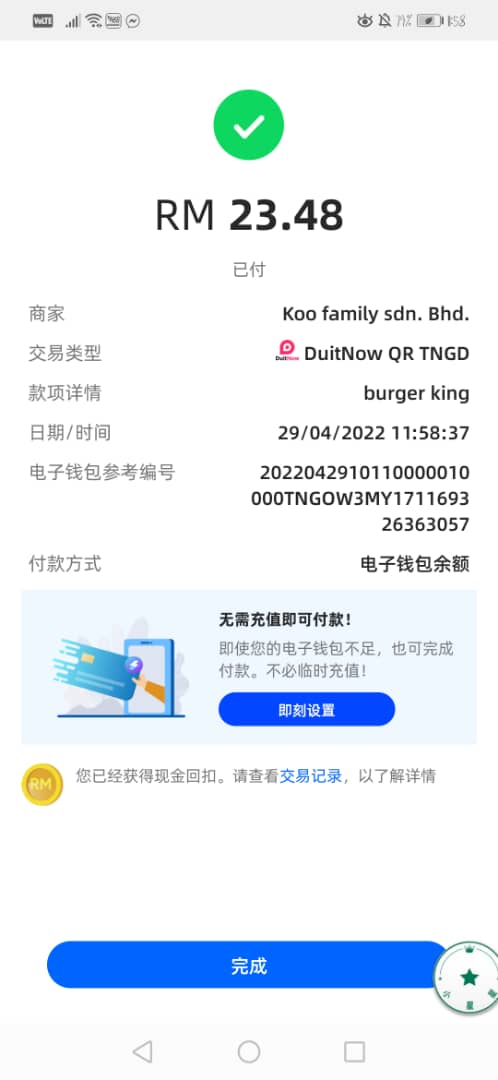 VoLTE
79% 11:58
RM 23.48
已付
商家 Koo family sdn. Bhd.
交易类型 DuitNow DuitNow QR TNGD
款项详情 burger king
日期/时间 29/04/2022 11:58:37
电子钱包参考编号 2022042910110000010
000TNGOW3MY1711693
26363057
付款方式 电子钱包余额
无需充值即可付款！
即使您的电子钱包不足，也可完成
付款。不必临时充值！
即刻设置
RM 您已经获得现金回扣。请查看交易记录，以了解详情
完成